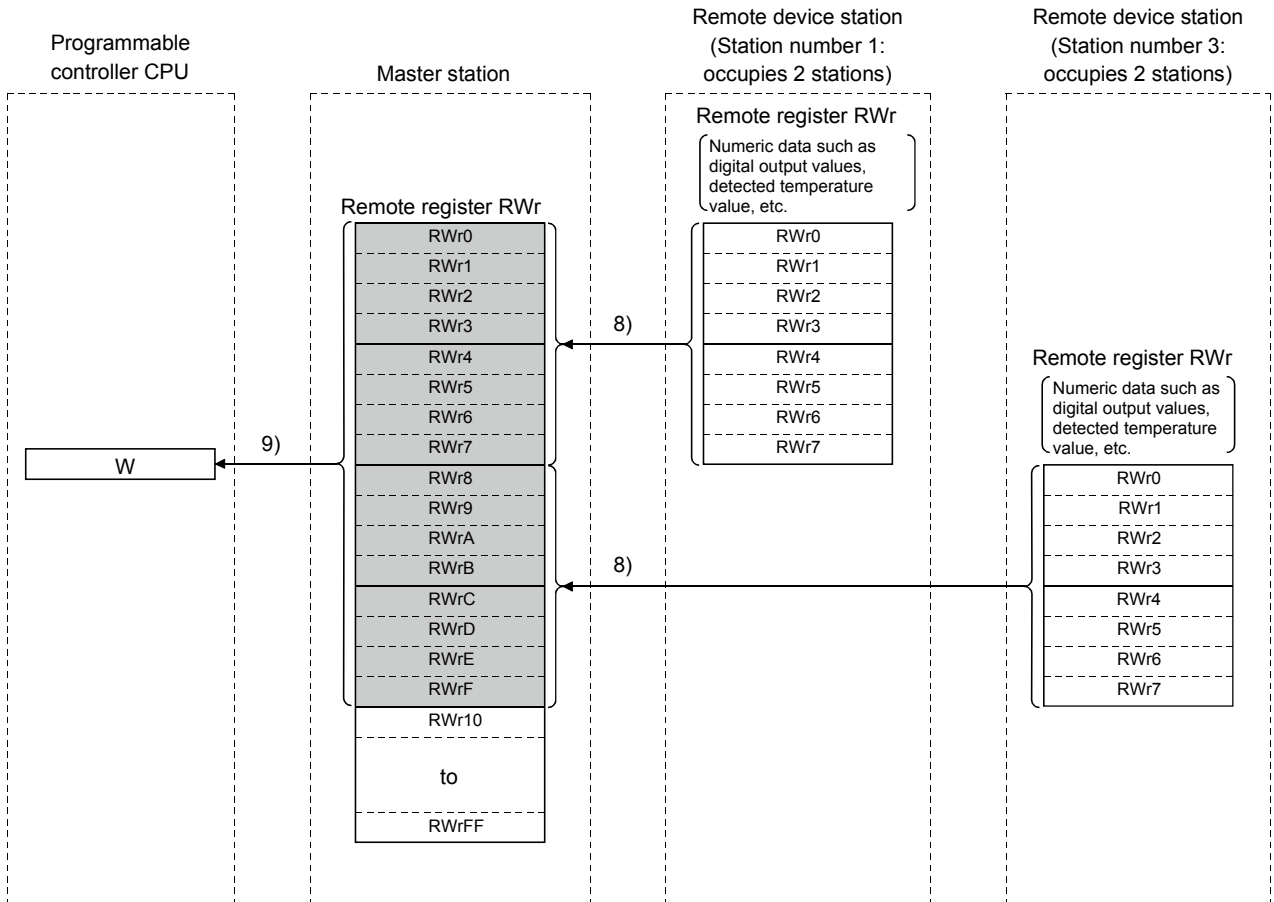 Programmable
controller CPU
Master station
Remote device station
(Station number 1:
occupies 2 stations)
Remote device station
(Station number 3:
occupies 2 stations)
Remote register RWr
Numeric data such as
digital output values,
detected temperature
value, etc.
Remote register RWr
RWr0
RWr1
RWr2
RWr3
RWr4
RWr5
RWr6
RWr7
RWr8
RWr9
RWrA
RWrB
RWrC
RWrD
RWrE
RWrF
RWr10
to
RWrFF
RWr0
RWr1
RWr2
RWr3
RWr4
RWr5
RWr6
RWr7
8)
Remote register RWr
Numeric data such as
digital output values,
detected temperature
value, etc.
RWr0
RWr1
RWr2
RWr3
RWr4
RWr5
RWr6
RWr7
8)
9)
W